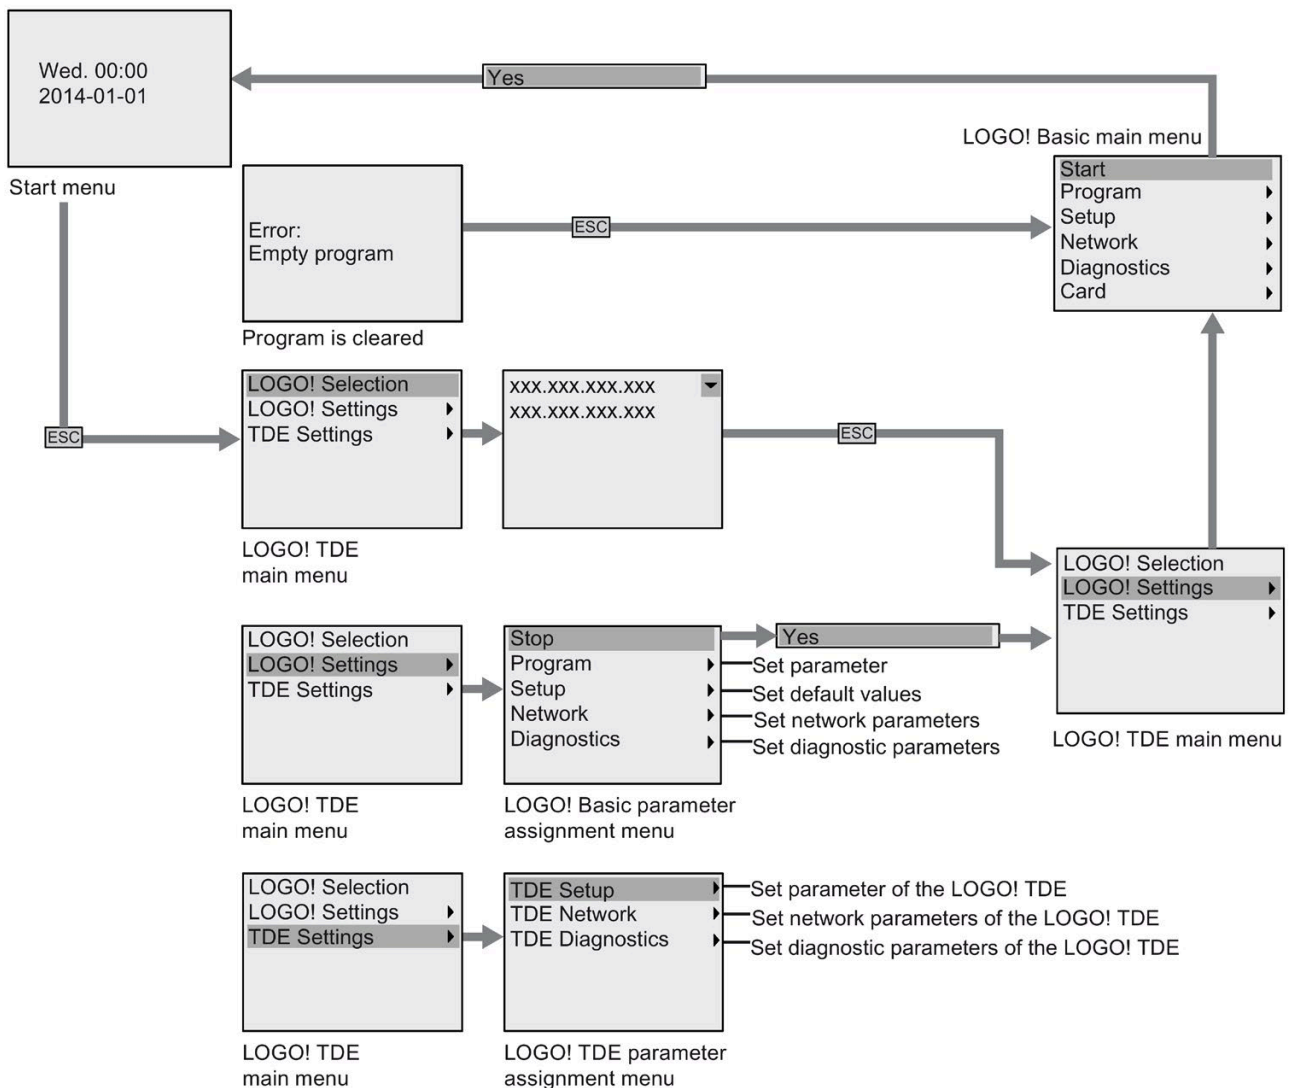 Wed. 00:00
2014-01-01
Start menu
Yes
LOGO! Basic main menu
Start
Program
Setup
Network
Diagnostics
Card
Error:
Empty program
Program is cleared
ESC
ESC
LOGO! Selection
LOGO! Settings
TDE Settings
LOGO! TDE
main menu
xxx.xxx.xxx.xxx
xxx.xxx.xxx.xxx
ESC
LOGO! Selection
LOGO! Settings
TDE Settings
LOGO! TDE main menu
LOGO! Selection
LOGO! Settings
TDE Settings
LOGO! TDE
main menu
Stop
Program
Setup
Network
Diagnostics
LOGO! Basic parameter
assignment menu
Yes
Set parameter
Set default values
Set network parameters
Set diagnostic parameters
LOGO! Selection
LOGO! Settings
TDE Settings
LOGO! TDE
main menu
TDE Setup
TDE Network
TDE Diagnostics
LOGO! TDE parameter
assignment menu
Set parameter of the LOGO! TDE
Set network parameters of the LOGO! TDE
Set diagnostic parameters of the LOGO! TDE